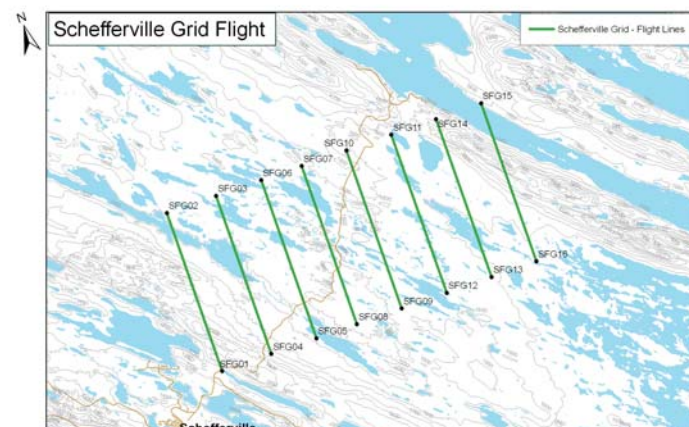 Schefferville Grid Flight
Schefferville Grid - Flight Lines
SFG15
SFG14
SFG11
SFG10
SFG07
SFG06
SFG03
SFG02
SFG16
SFG13
SFG12
SFG09
SFG08
SFG05
SFG04
SFG01
Schefferville